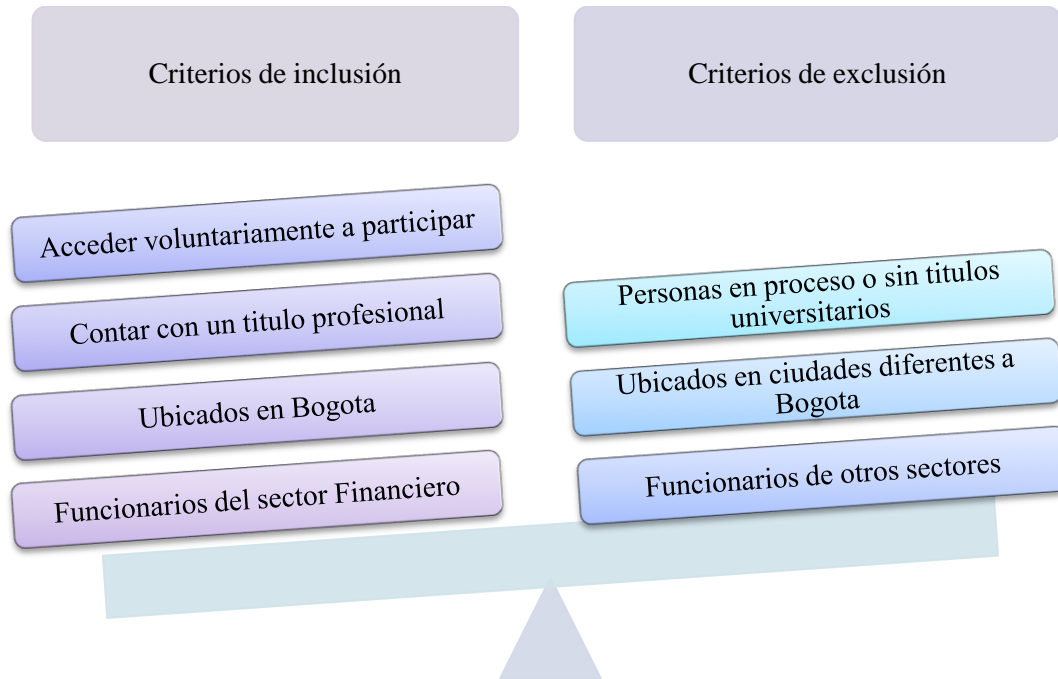 Criterios de inclusión
Criterios de exclusión
Acceder voluntariamente a participar
Contar con un titulo profesional
Ubicados en Bogota
Funcionarios del sector Financiero
Personas en proceso o sin titulos
universitarios
Ubicados en ciudades diferentes a
Bogota
Funcionarios de otros sectores